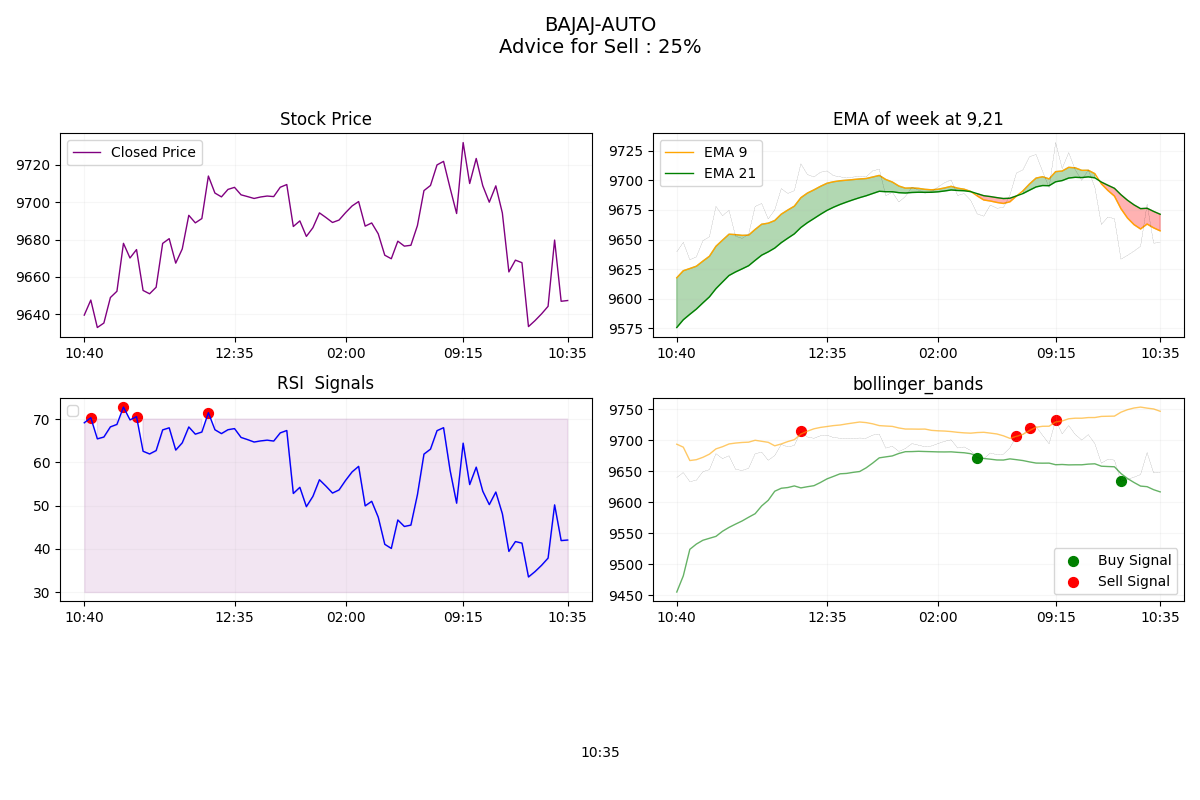 BAJAJ-AUTO
Advice for Sell : 25%
Stock Price
Closed Price
9720
9700
9680
9660
9640
10:40 12:35 02:00 09:15 10:35
EMA of week at 9,21
EMA 9
EMA 21
9725
9700
9675
9650
9625
9600
9575
10:40 12:35 02:00 09:15 10:35
RSI  Signals
70
60
50
40
30
10:40 12:35 02:00 09:15 10:35
bollinger_bands
9750
9700
9650
9600
9550
9500
9450
Buy Signal
Sell Signal
10:40 12:35 02:00 09:15 10:35
10:35